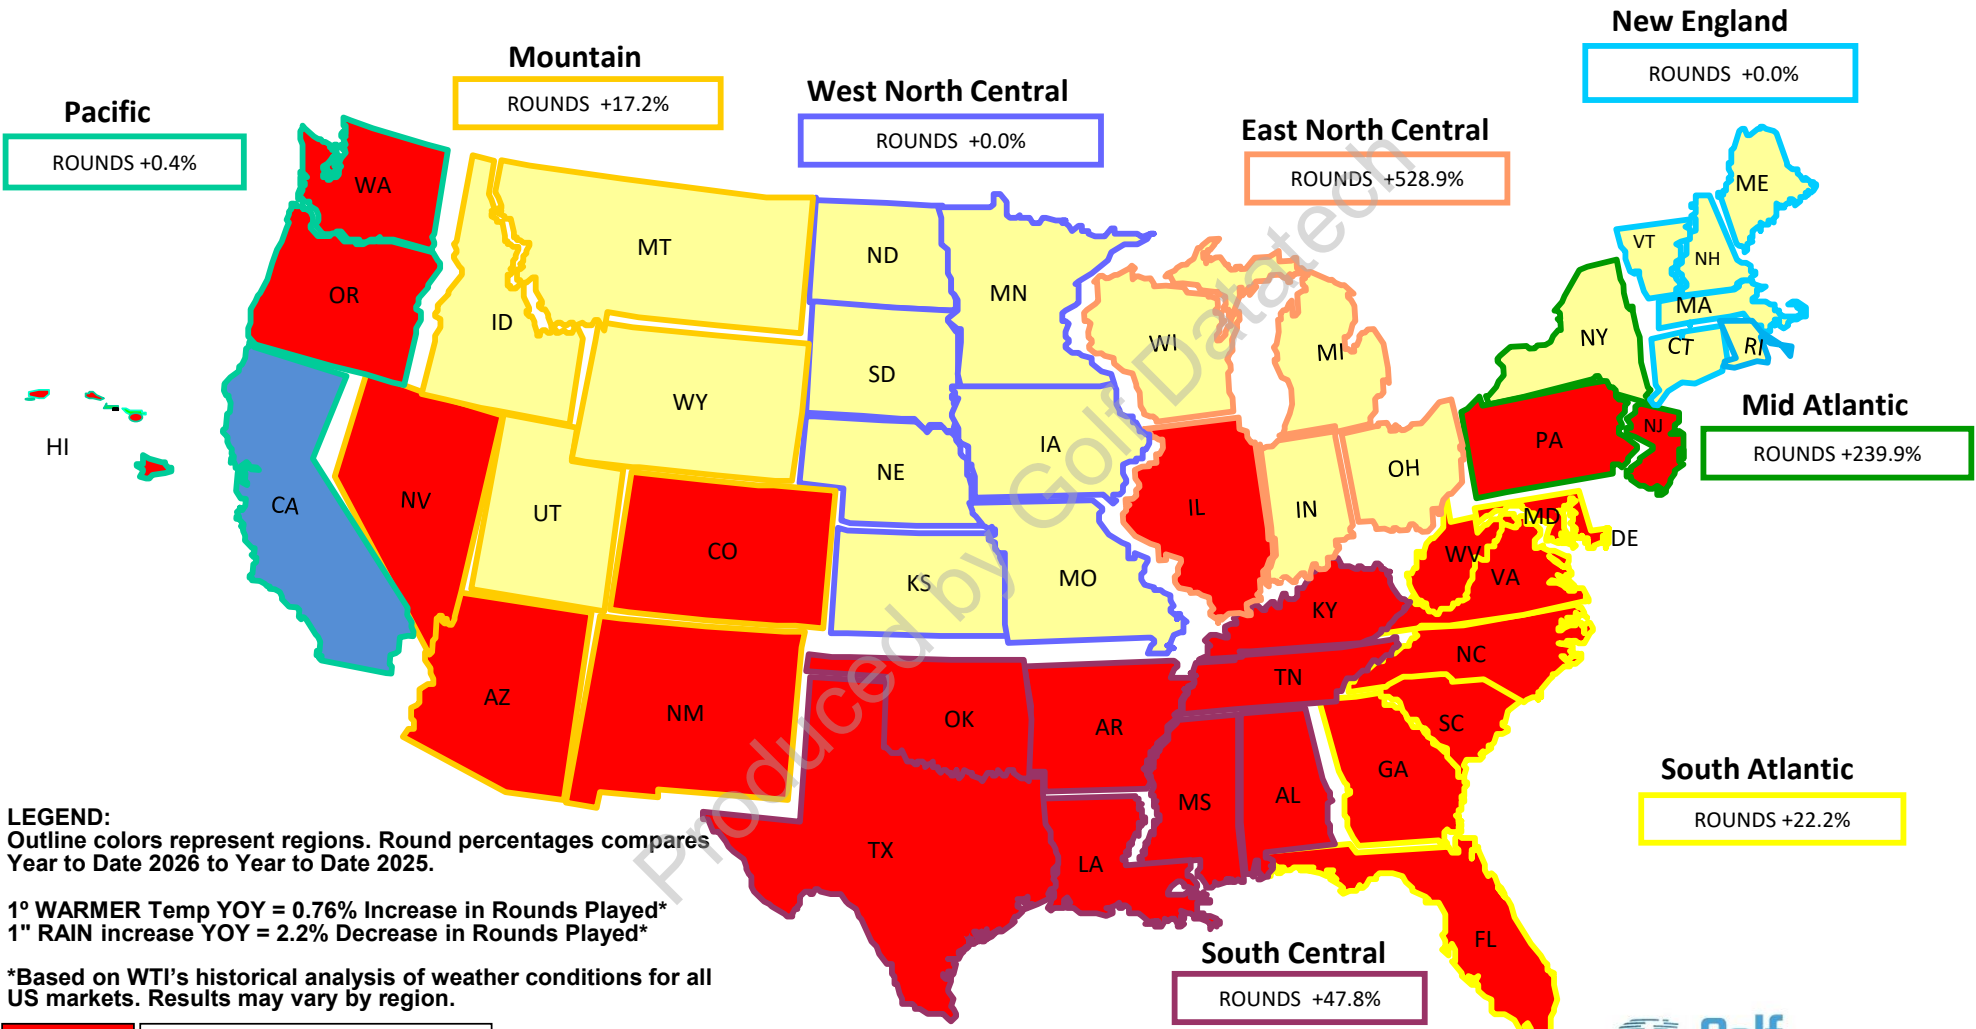 New England
ROUNDS +0.0%
Mountain
ROUNDS +17.2%
West North Central
ROUNDS +0.0%
Pacific
ROUNDS +0.4%
East North Central
ROUNDS +528.9%
WA
OR
CA
HI
NV
ID
MT
WY
UT
CO
AZ
NM
ND
SD
NE
KS
MN
IA
MO
WI
MI
IL
IN
OH
ME
VT
NH
MA
CT
RI
NY
PA
NJ
Mid Atlantic
ROUNDS +239.9%
MD
DE
WV
VA
NC
SC
GA
FL
KY
TN
OK
AR
TX
LA
MS
AL
Produced by Golf Datatech
South Atlantic
ROUNDS +22.2%
South Central
ROUNDS +47.8%
LEGEND:
Outline colors represent regions. Round percentages compares
Year to Date 2026 to Year to Date 2025.
1º WARMER Temp YOY = 0.76% Increase in Rounds Played*
1" RAIN increase YOY = 2.2% Decrease in Rounds Played*
*Based on WTI’s historical analysis of weather conditions for all
US markets. Results may vary by region.
Golf